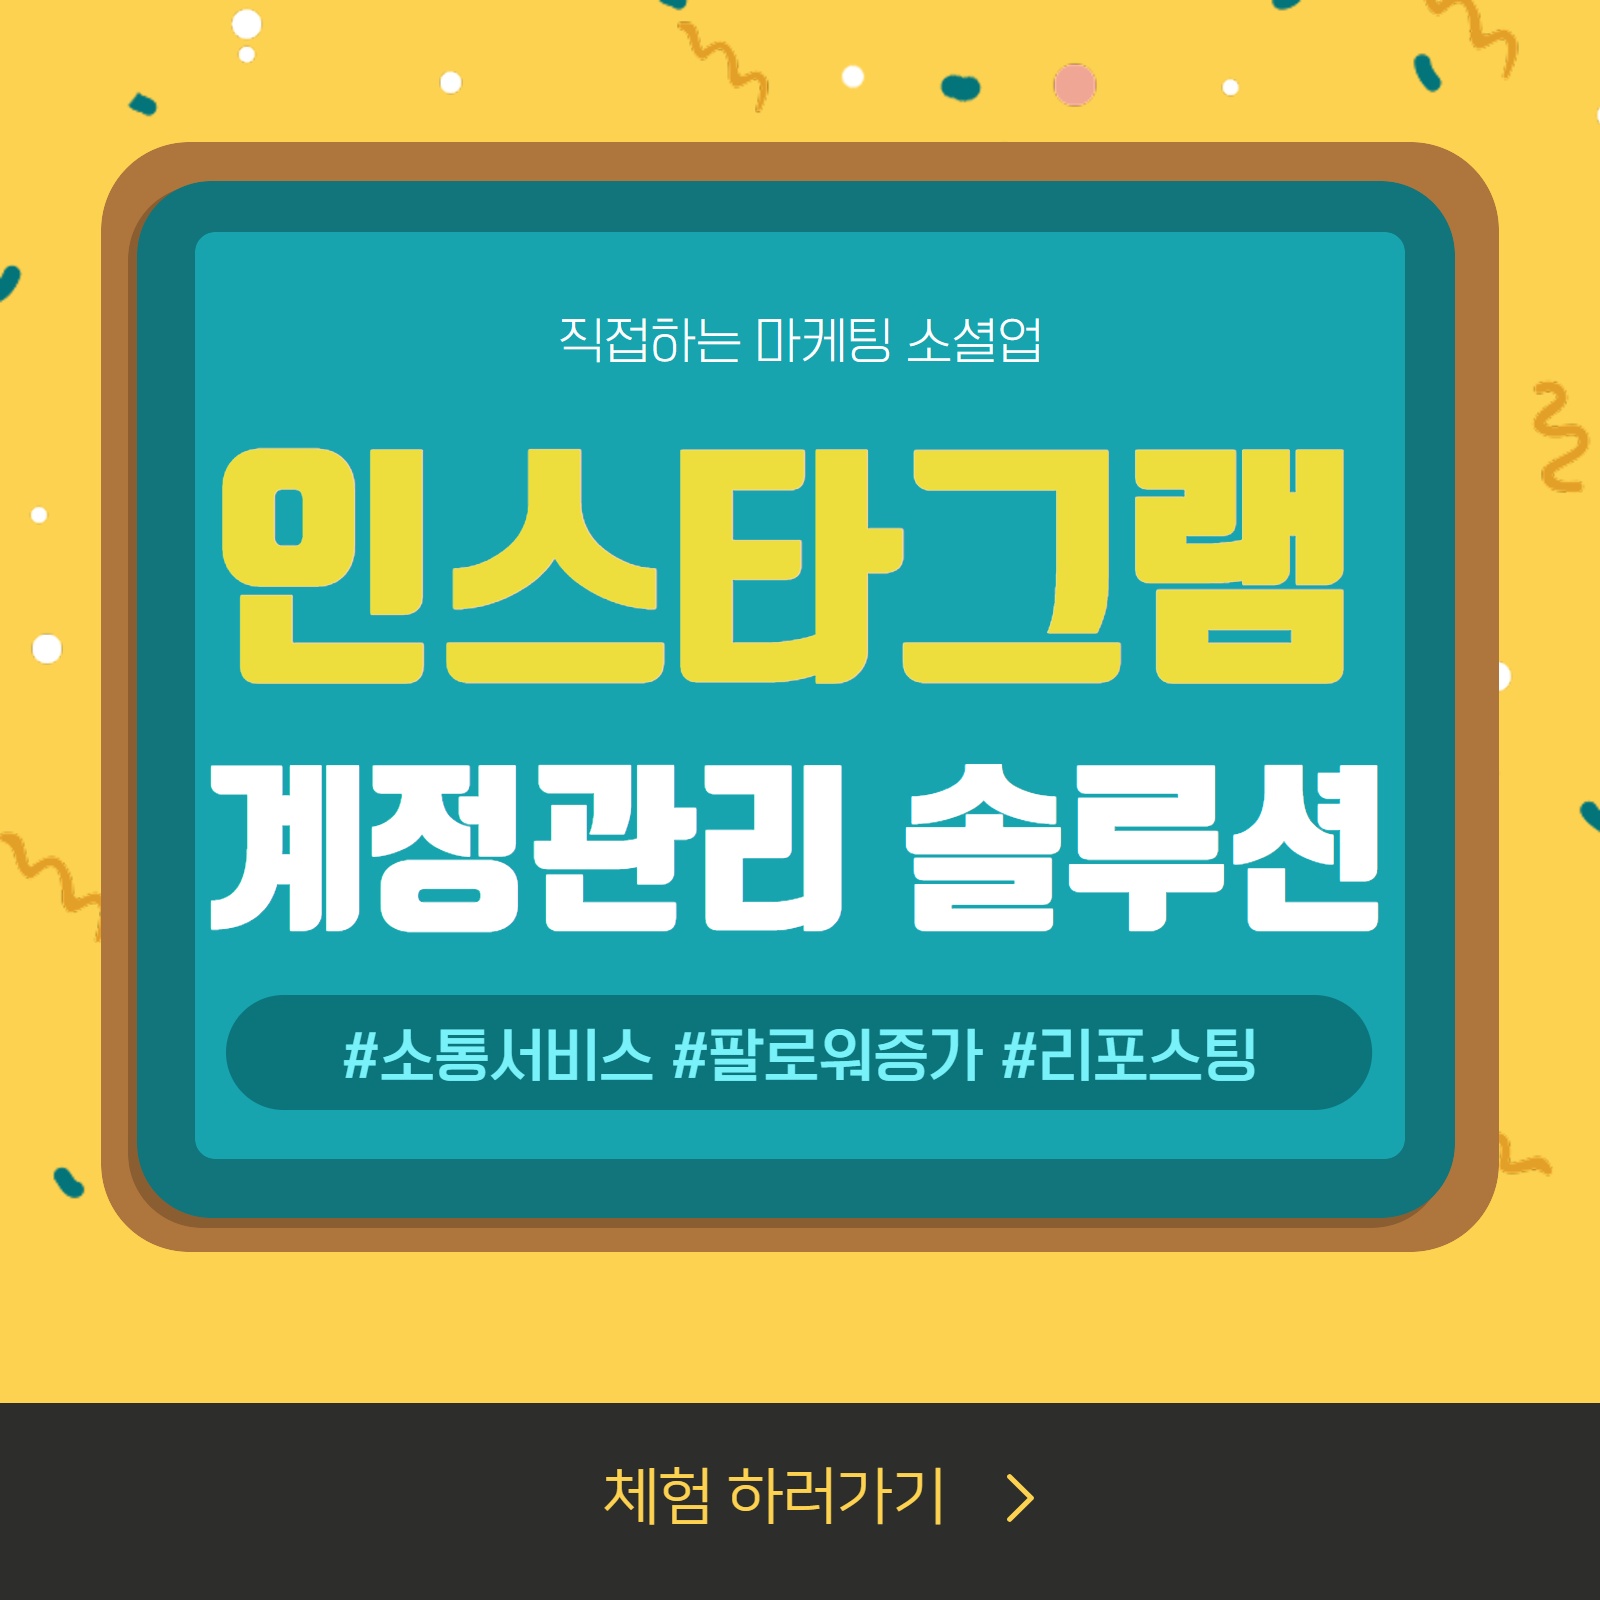 직접하는 마케팅 소셜업
인스타그램
계정관리 솔루션
#소통서비스 #팔로워증가 #리포스팅
체험 하러가기 >